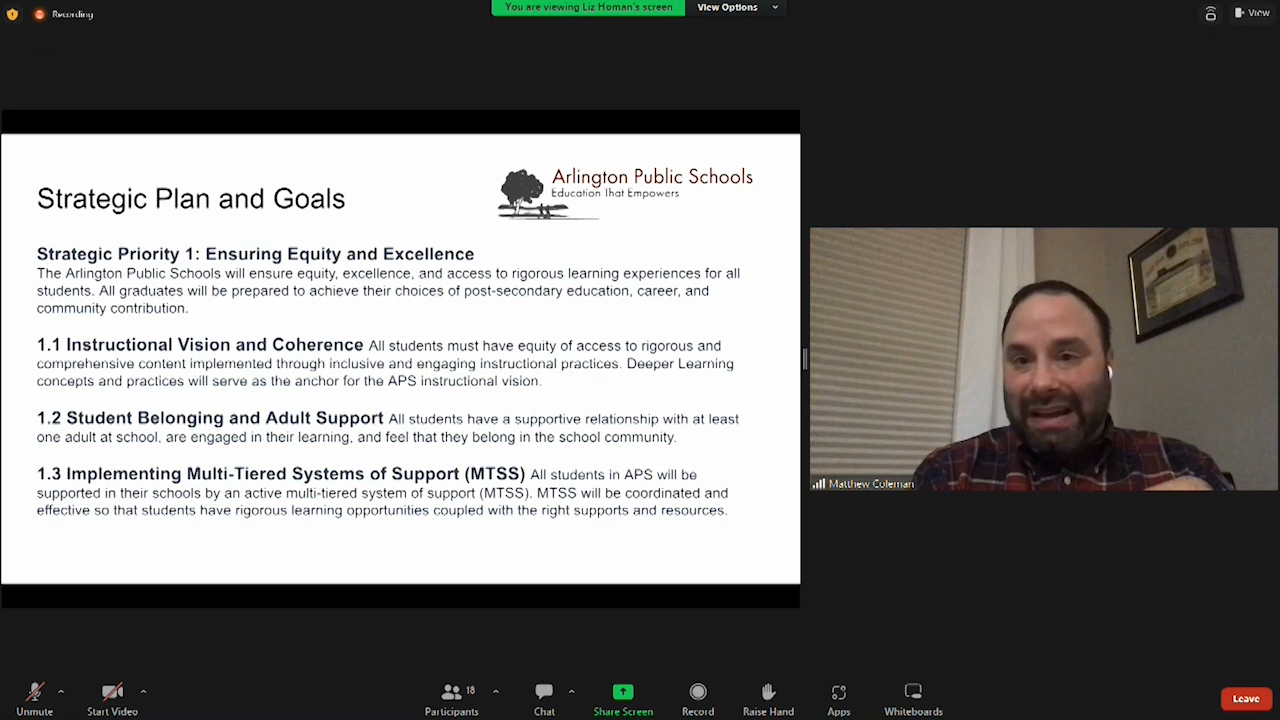 Recording
You are viewing Liz Homan's screen
View Options
View
Arlington Public Schools
Education That Empowers
Strategic Plan and Goals
Strategic Priority 1: Ensuring Equity and Excellence
The Arlington Public Schools will ensure equity, excellence, and access to rigorous learning experiences for all
students. All graduates will be prepared to achieve their choices of post-secondary education, career, and
community contribution.
1.1 Instructional Vision and Coherence All students must have equity of access to rigorous and
comprehensive content implemented through inclusive and engaging instructional practices. Deeper Learning
concepts and practices will serve as the anchor for the APS instructional vision.
1.2 Student Belonging and Adult Support All students have a supportive relationship with at least
one adult at school, are engaged in their learning, and feel that they belong in the school community.
1.3 Implementing Multi-Tiered Systems of Support (MTSS) All students in APS will be
supported in their schools by an active multi-tiered system of support (MTSS). MTSS will be coordinated and
effective so that students have rigorous learning opportunities coupled with the right supports and resources.
Matthew Coleman
Unmute
Start Video
18
Participants
Chat
Share Screen
Record
Raise Hand
Apps
Whiteboards
Leave